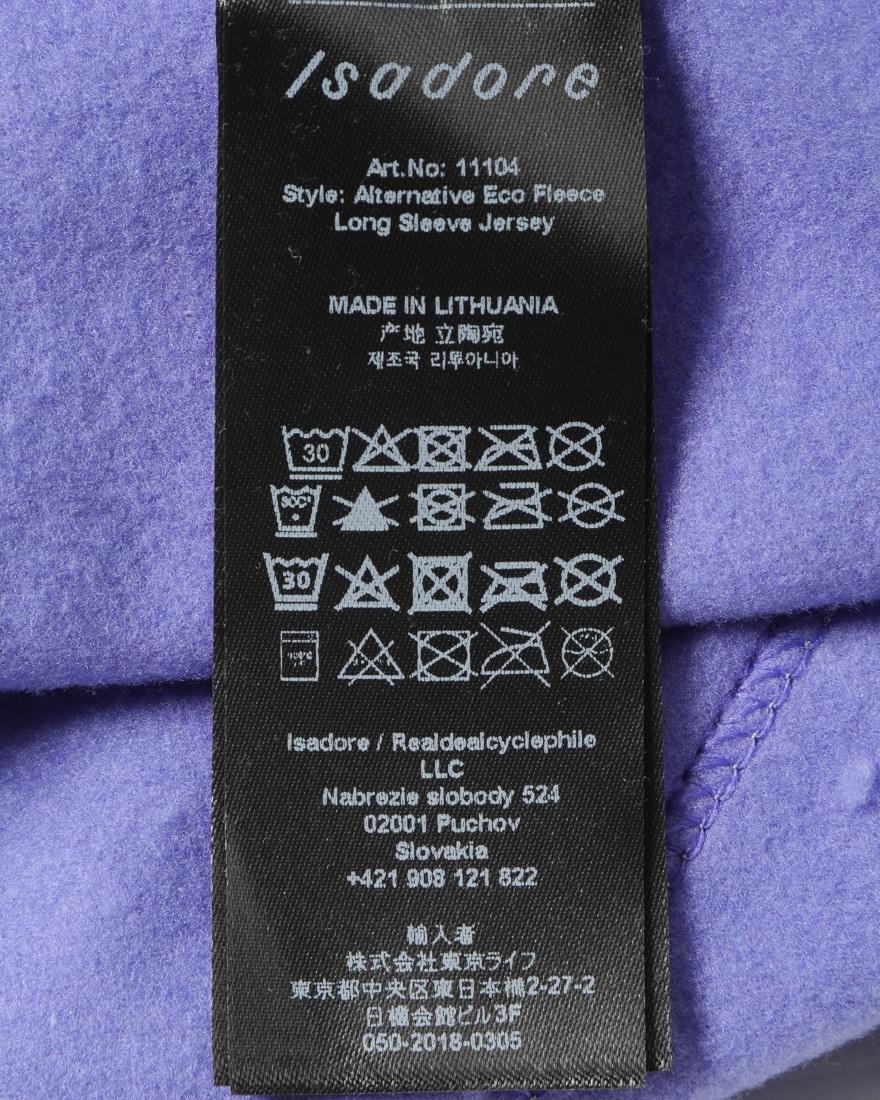 Isadore
Art.No: 11104
Style: Alternative Eco Fleece
Long Sleeve Jersey
MADE IN LITHUANIA
产地 立陶宛
제조국 리투아니아
30
30
Isadore / Realdealcyclephile
LLC
Nabrezie slobody 524
02001 Puchov
Slovakia
+421 908 121 822
輸入者
株式会社東京ライフ
東京都中央区東日本橋2-27-2
日機会館ビル3F
050-2018-0305